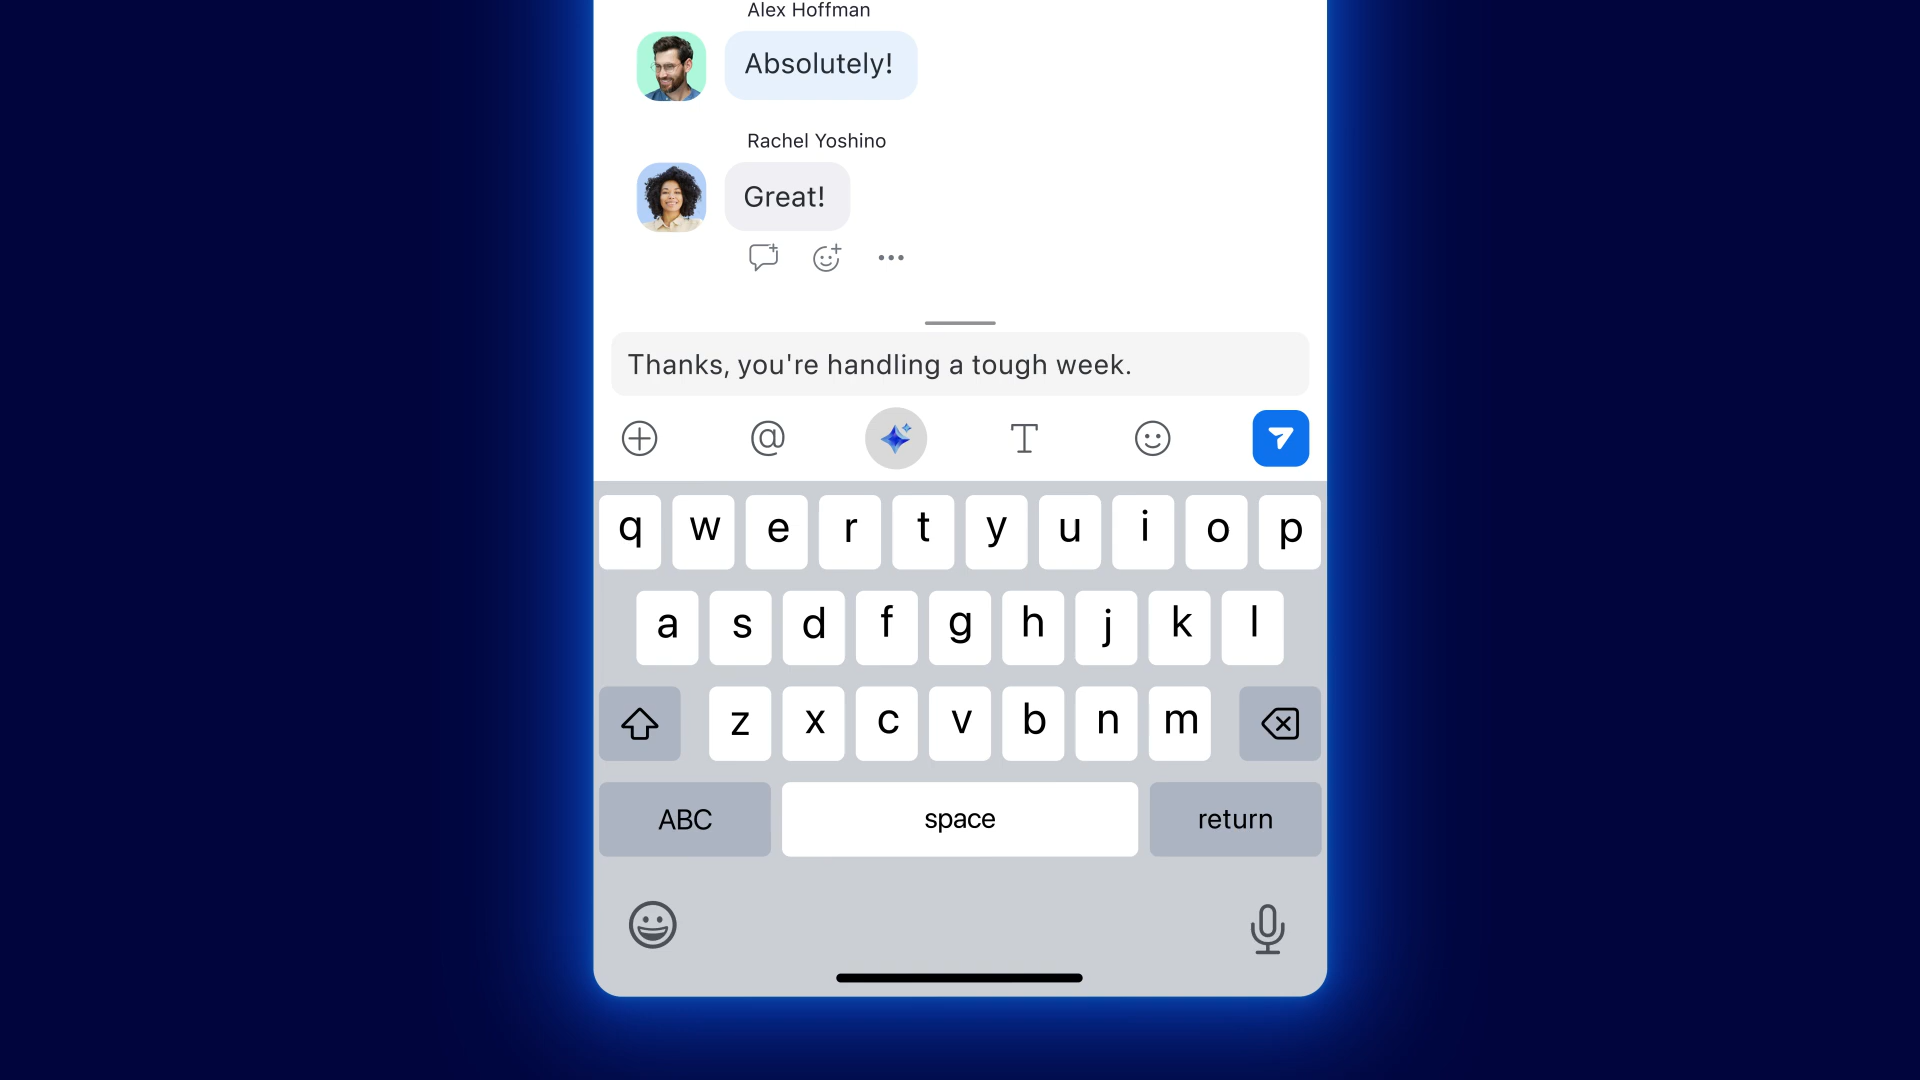 Alex Hoffman
Absolutely!
Rachel Yoshino
Great!
Thanks, you're handling a tough week.
@ T
q w e r t y u i o p
a s d f g h j k l
z x c v b n m
ABC space return